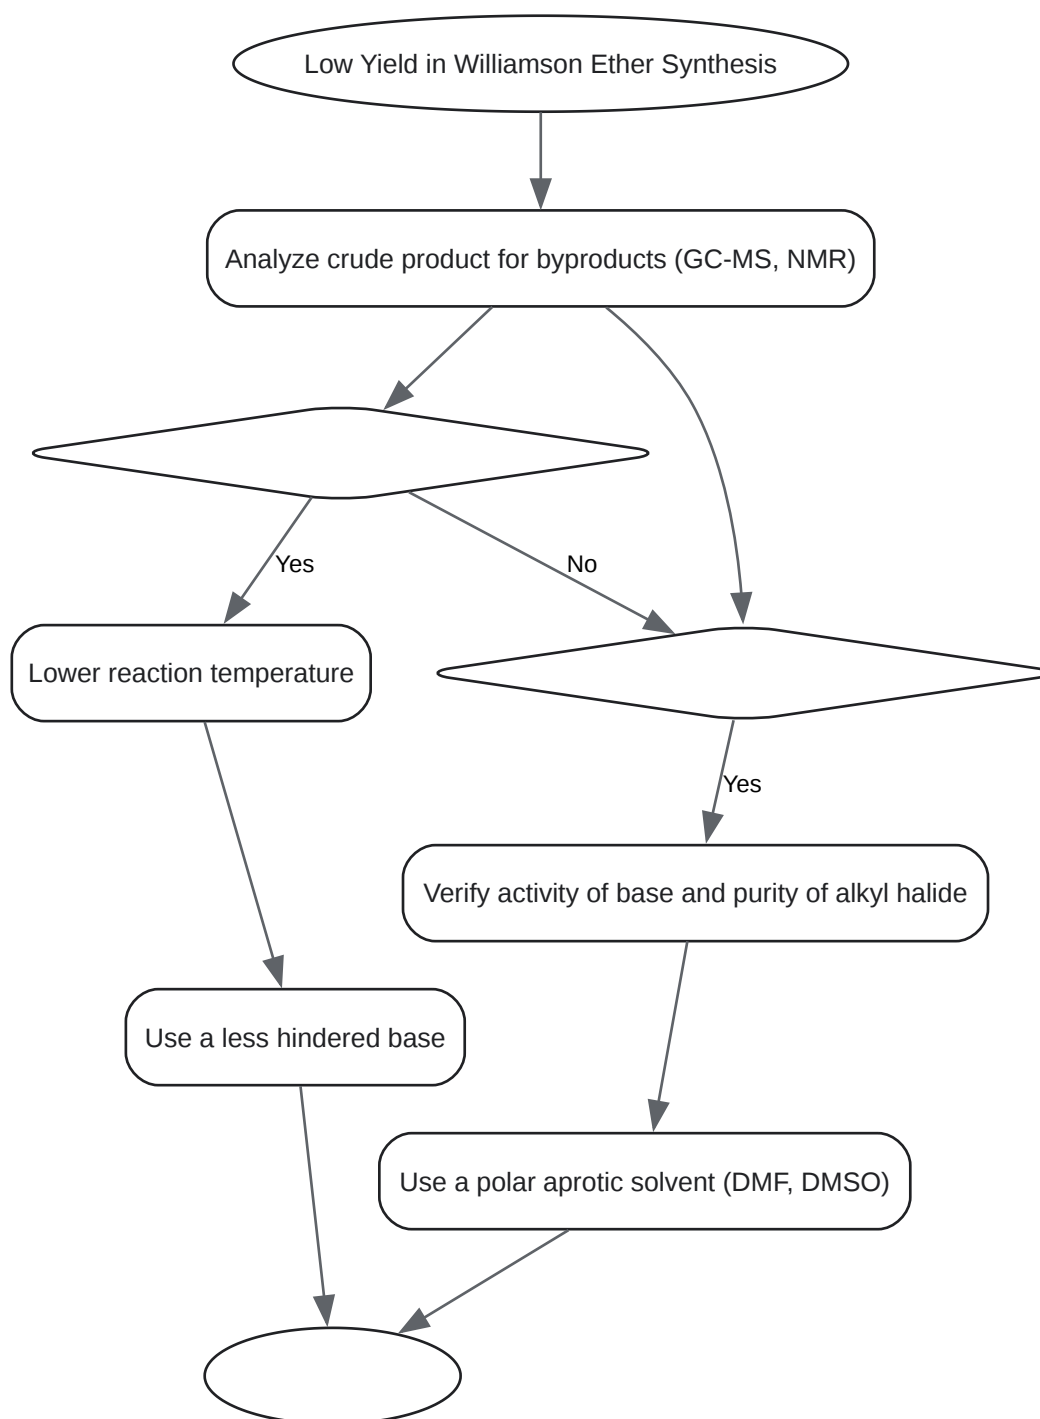 Low Yield in Williamson Ether Synthesis
Analyze crude product for byproducts (GC-MS, NMR)
Yes
No
Lower reaction temperature
Yes
Verify activity of base and purity of alkyl halide
Use a less hindered base
Use a polar aprotic solvent (DMF, DMSO)